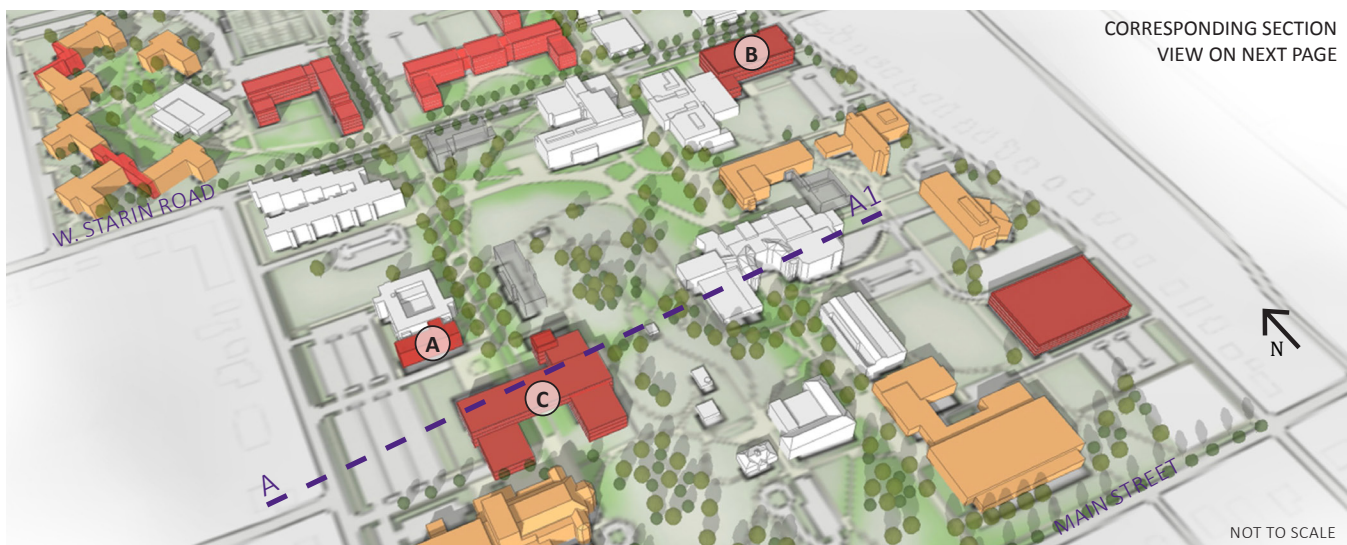 CORRESPONDING SECTION
VIEW ON NEXT PAGE
B
W. STARIN ROAD
A1
A
C
N
A
MAIN STREET
NOT TO SCALE